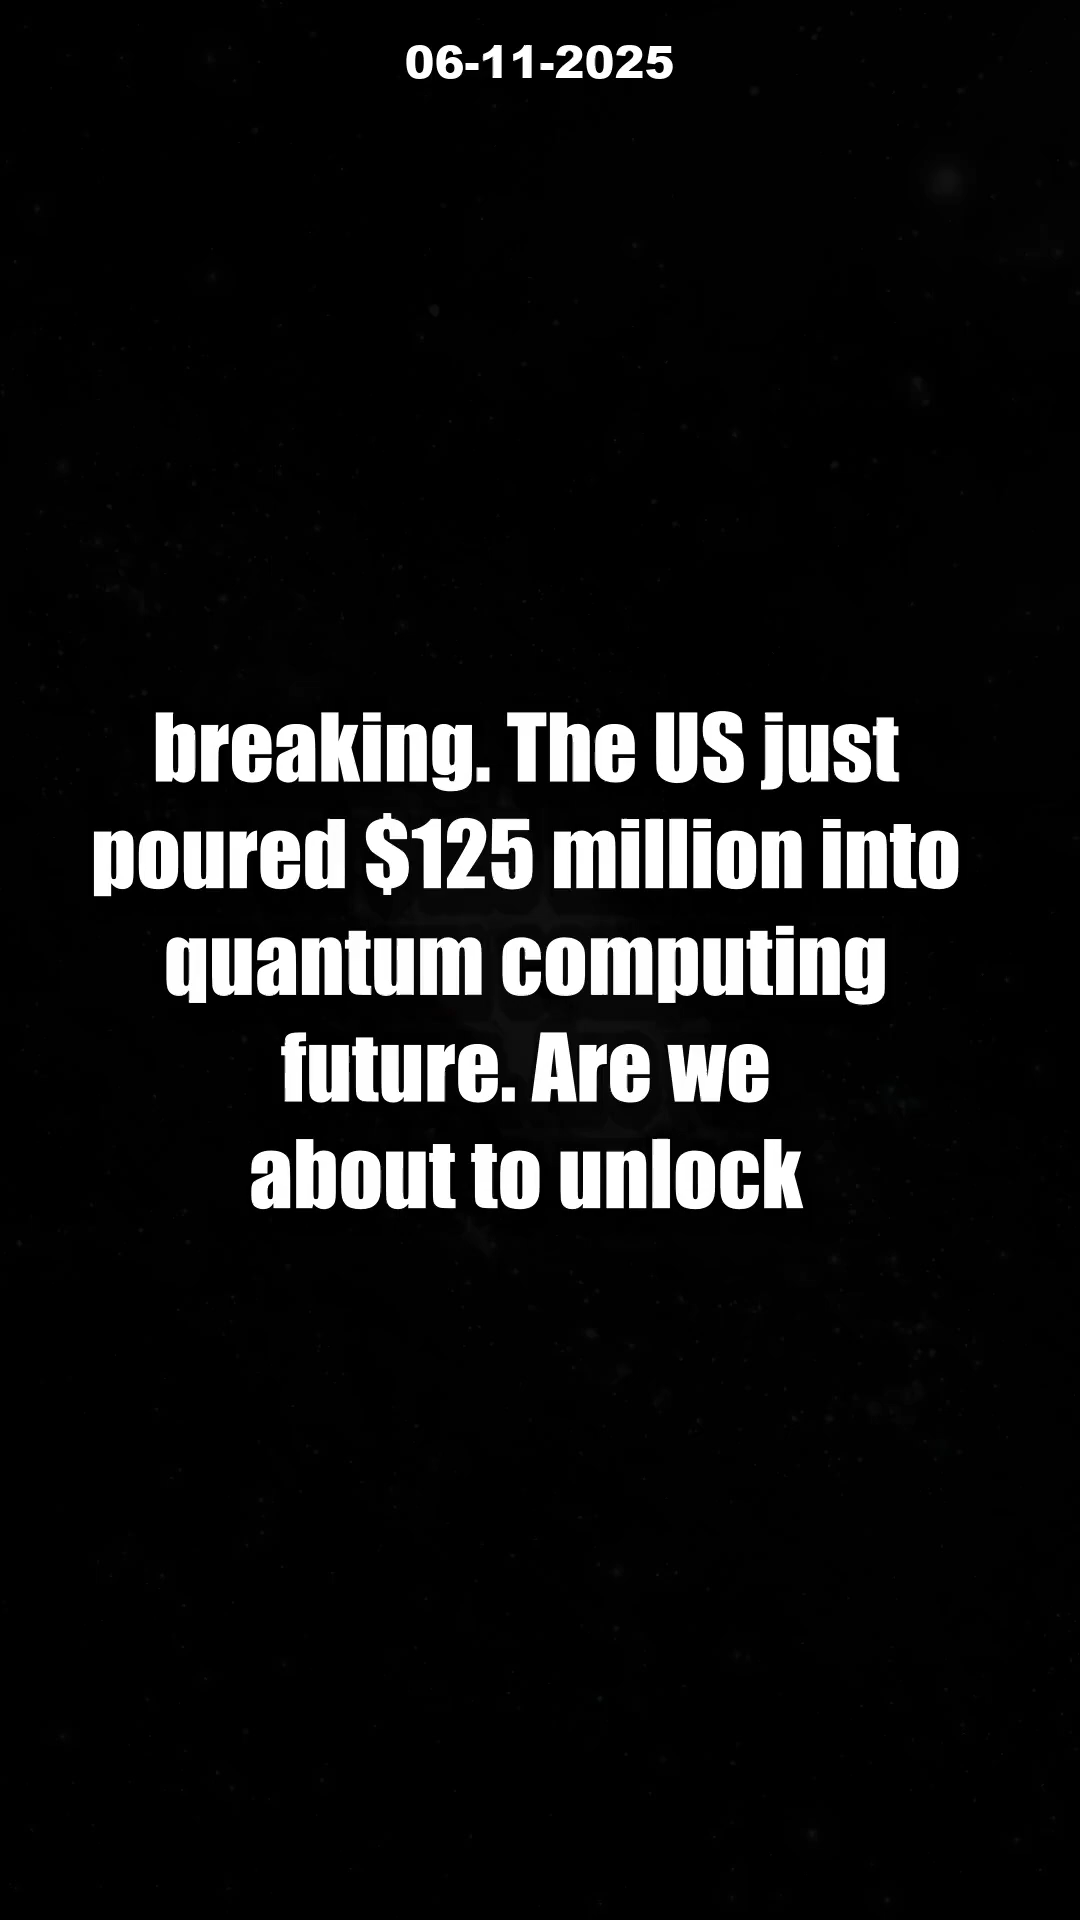 06-11-2025
breaking. The US just
poured $125 million into
quantum computing
future. Are we
about to unlock